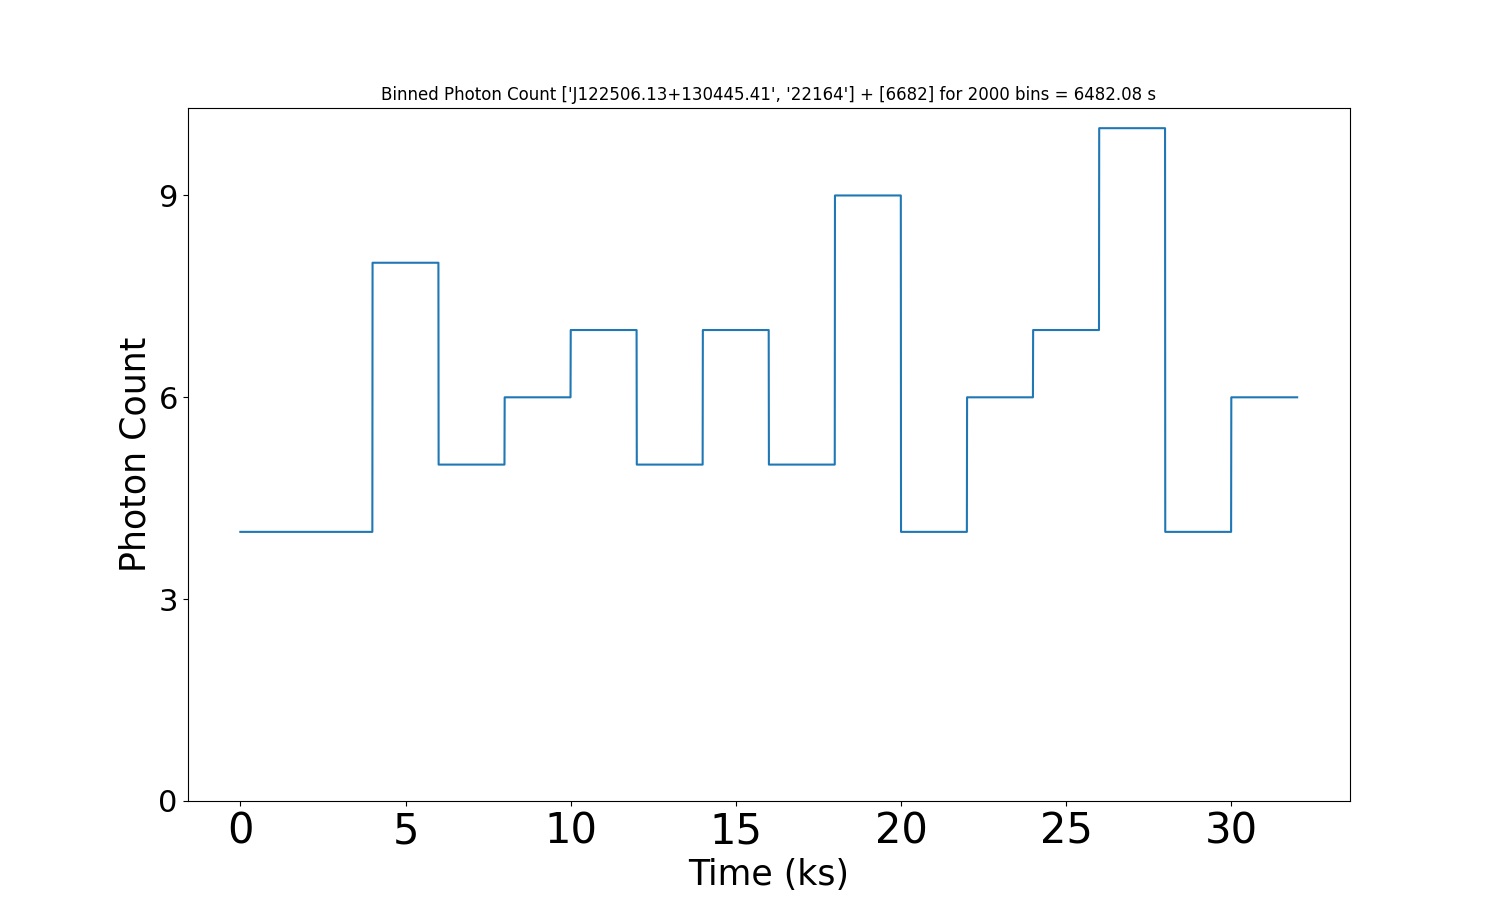 Binned Photon Count ['J122506.13+130445.41', '22164'] + [6682] for 2000 bins = 6482.08 s
9
6
3
0
Photon Count
0 5 10 15 20 25 30
Time (ks)